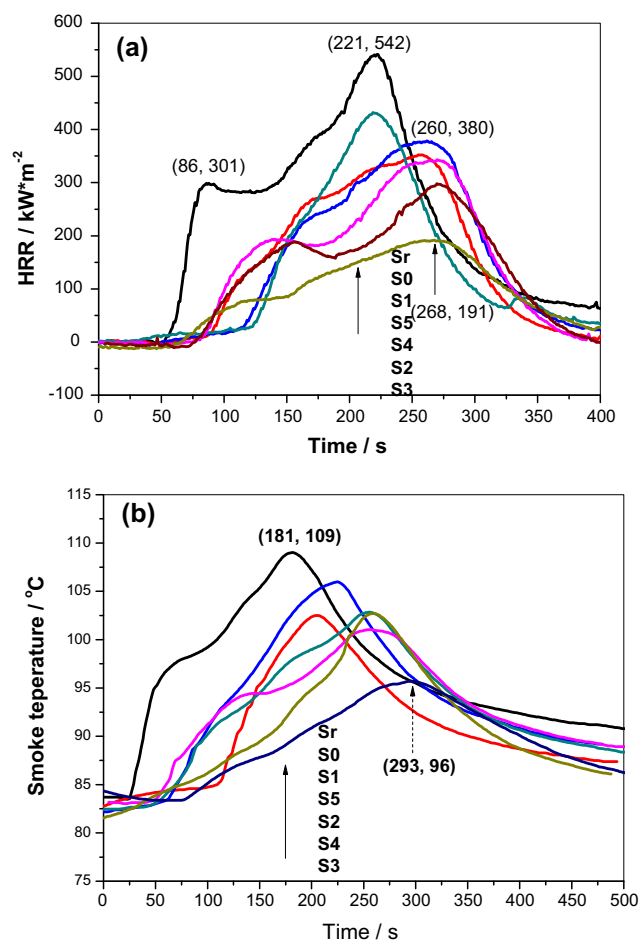 (a)
600
500
400
300
200
100
0
-100
HRR / kW*m-2
(221, 542)
(86, 301)
(260, 380)
(268, 191)
Sr
S0
S1
S5
S4
S2
S3
0 50 100 150 200 250 300 350 400
Time / s
(b)
115
110
105
100
95
90
85
80
75
Smoke teperature / °C
(181, 109)
(293, 96)
Sr
S0
S1
S5
S2
S4
S3
0 50 100 150 200 250 300 350 400 450 500
Time / s